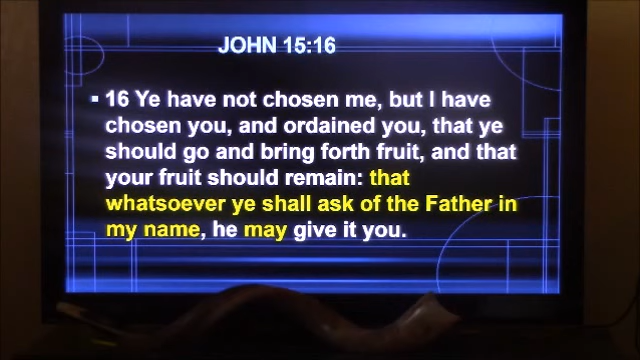 JOHN 15:16
▪ 16 Ye have not chosen me, but I have
chosen you, and ordained you, that ye
should go and bring forth fruit, and that
your fruit should remain: that
whatsoever ye shall ask of the Father in
my name, he may give it you.